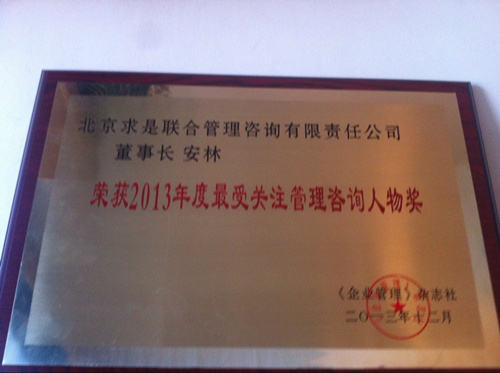 北京求是联合管理咨询有限责任公司
董事长 安林
荣获2013年度最受关注管理咨询人物奖
《企业管理》杂志社
二〇一三年十二月